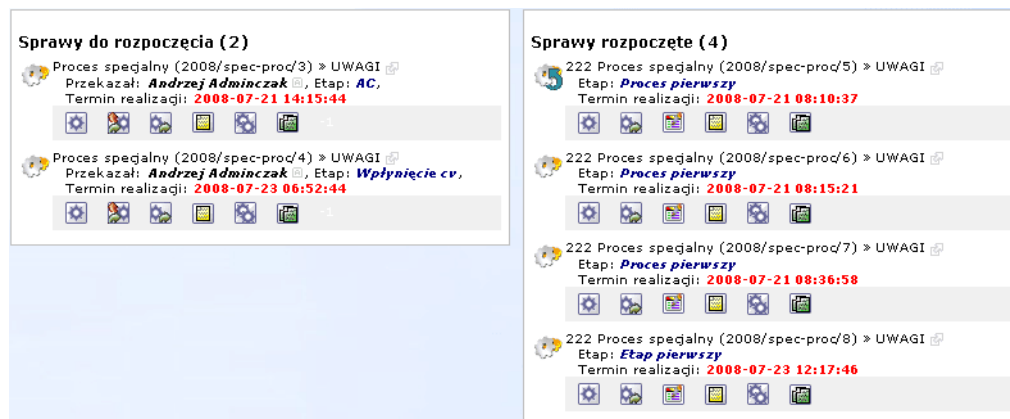 Sprawy do rozpoczęcia (2)
Proces specjalny (2008/spec-proc/3) » UWAGI
Przekazał: Andrzej Adminczak, Etap: AC,
Termin realizacji: 2008-07-21 14:15:44
-1
Proces specjalny (2008/spec-proc/4) » UWAGI
Przekazał: Andrzej Adminczak, Etap: Wpłynięcie cv,
Termin realizacji: 2008-07-23 06:52:44
-1
Sprawy rozpoczęte (4)
222 Proces specjalny (2008/spec-proc/5) » UWAGI
Etap: Proces pierwszy
Termin realizacji: 2008-07-21 08:10:37
222 Proces specjalny (2008/spec-proc/6) » UWAGI
Etap: Proces pierwszy
Termin realizacji: 2008-07-21 08:15:21
222 Proces specjalny (2008/spec-proc/7) » UWAGI
Etap: Proces pierwszy
Termin realizacji: 2008-07-21 08:36:58
222 Proces specjalny (2008/spec-proc/8) » UWAGI
Etap: Etap pierwszy
Termin realizacji: 2008-07-23 12:17:46